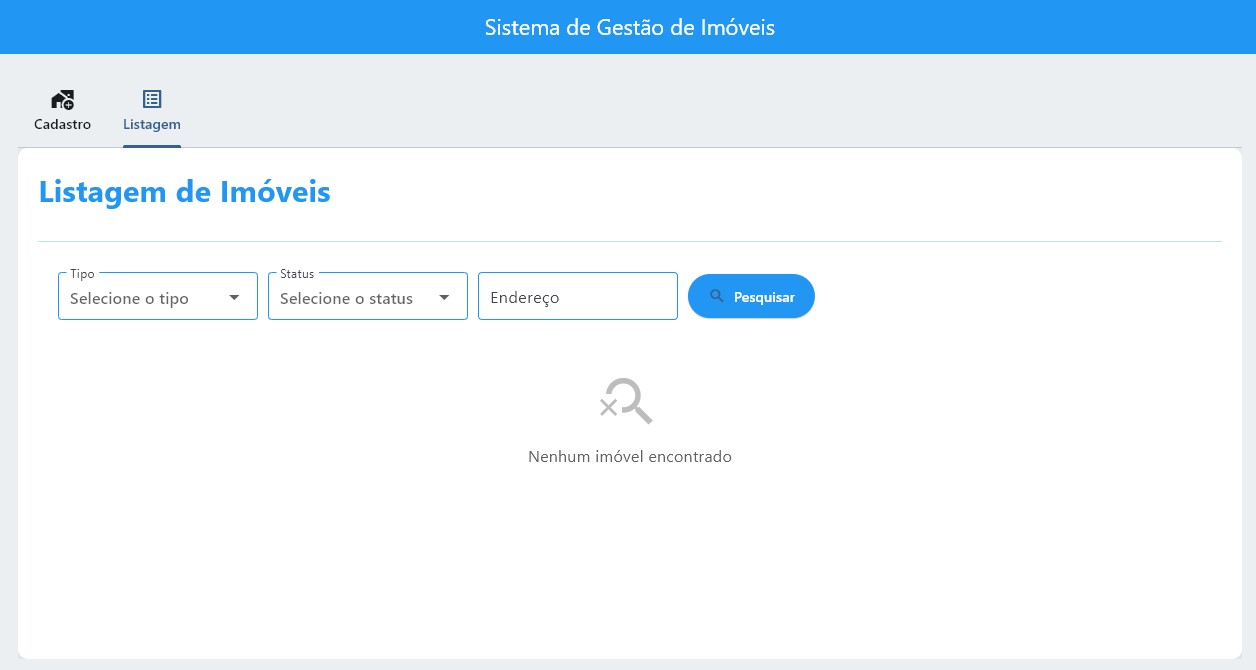 Sistema de Gestão de Imóveis
Cadastro
Listagem
Listagem de Imóveis
Tipo
Status
Selecione o tipo
Selecione o status
Endereço
Pesquisar
Nenhum imóvel encontrado